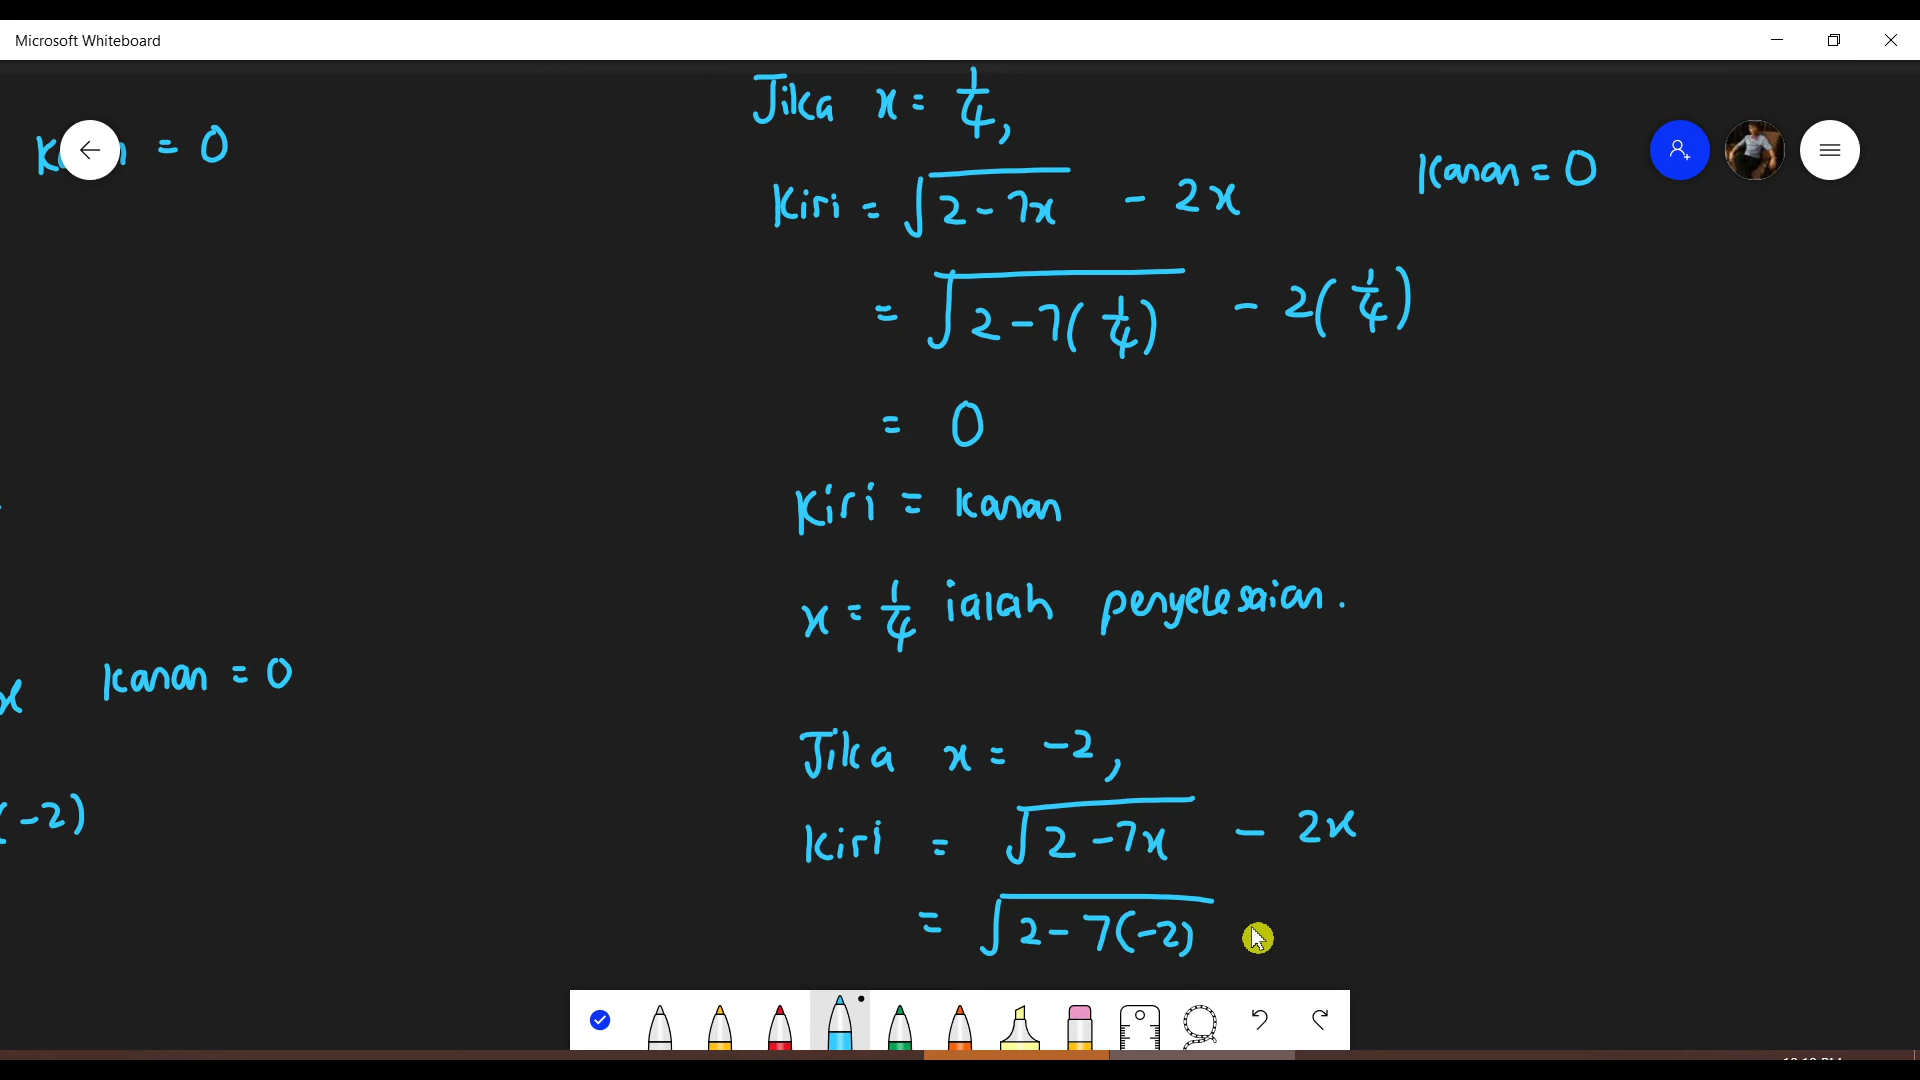 Microsoft Whiteboard
= 0
Kanan = 0
x
(-2)
Jika x = 1/4,
Kiri = √(2 - 7x) - 2x
Kanan = 0
= √(2 - 7(1/4)) - 2(1/4)
= 0
Kiri = Kanan
x = 1/4 ialah penyelesaian.
Jika x = -2,
Kiri = √(2 - 7x) - 2x
= √(2 - 7(-2))